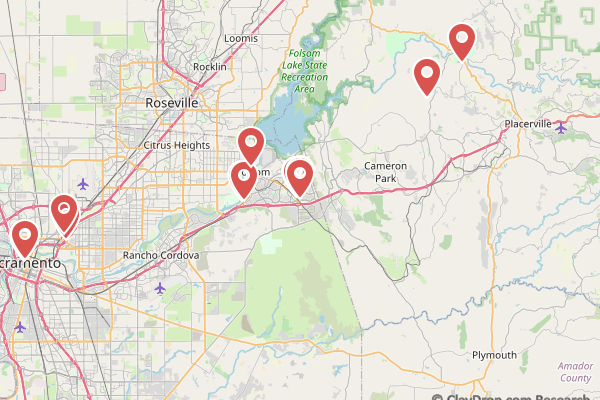 Loomis
Rocklin
Folsom
Lake State
Recreation
Area
Roseville
Placerville
Citrus Heights
Cameron
Park
Rancho Cordova
Plymouth
Amador
County
© ClayDrop.com Research